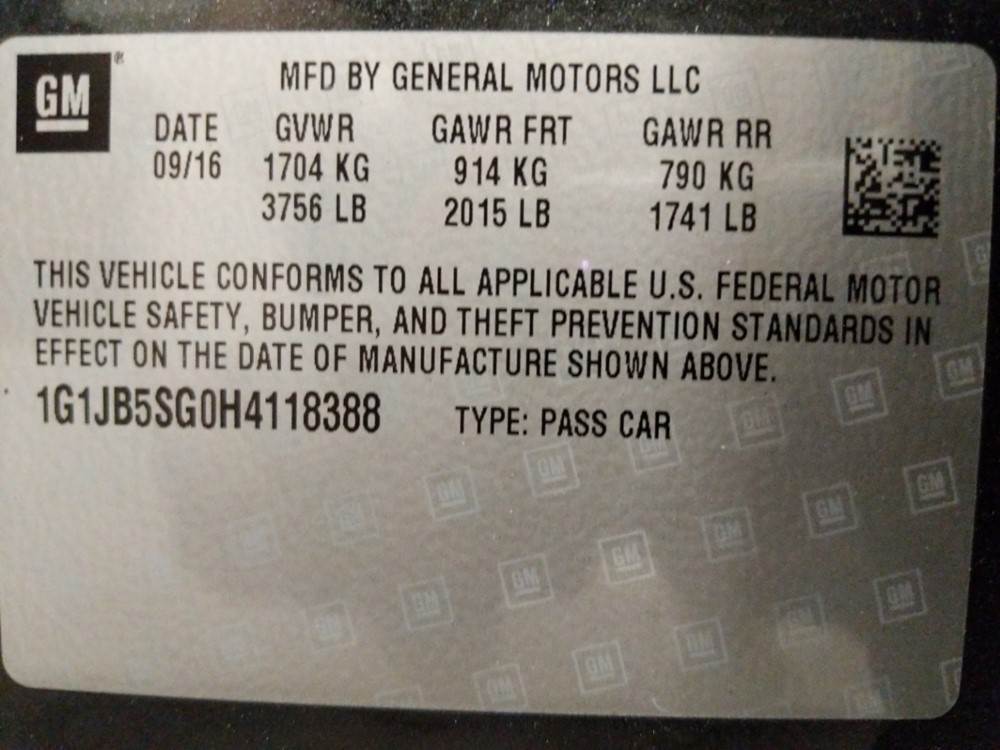 GM
MFD BY GENERAL MOTORS LLC
DATE GVWR GAWR FRT GAWR RR
09/16 1704 KG 914 KG 790 KG
3756 LB 2015 LB 1741 LB
THIS VEHICLE CONFORMS TO ALL APPLICABLE U.S. FEDERAL MOTOR
VEHICLE SAFETY, BUMPER, AND THEFT PREVENTION STANDARDS IN
EFFECT ON THE DATE OF MANUFACTURE SHOWN ABOVE.
1G1JB5SG0H4118388 TYPE: PASS CAR